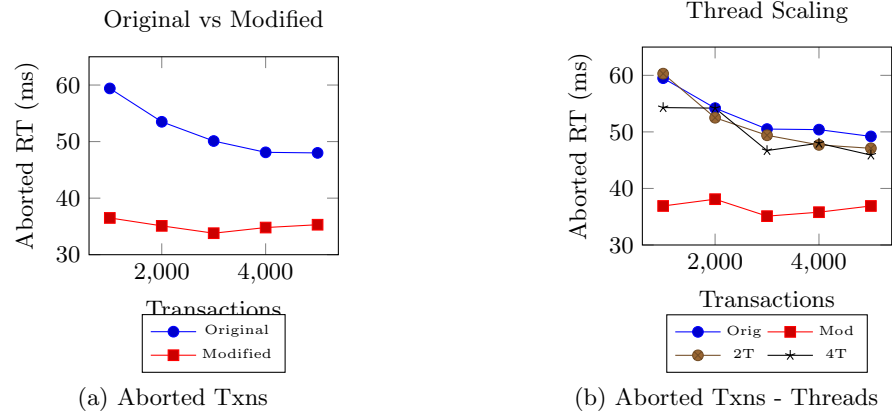 Original vs Modified
Aborted RT (ms)
60
50
40
30
2,000
4,000
Transactions
Original
Modified
(a) Aborted Txns
Thread Scaling
Aborted RT (ms)
60
50
40
30
2,000
4,000
Transactions
Orig
Mod
2T
4T
(b) Aborted Txns - Threads